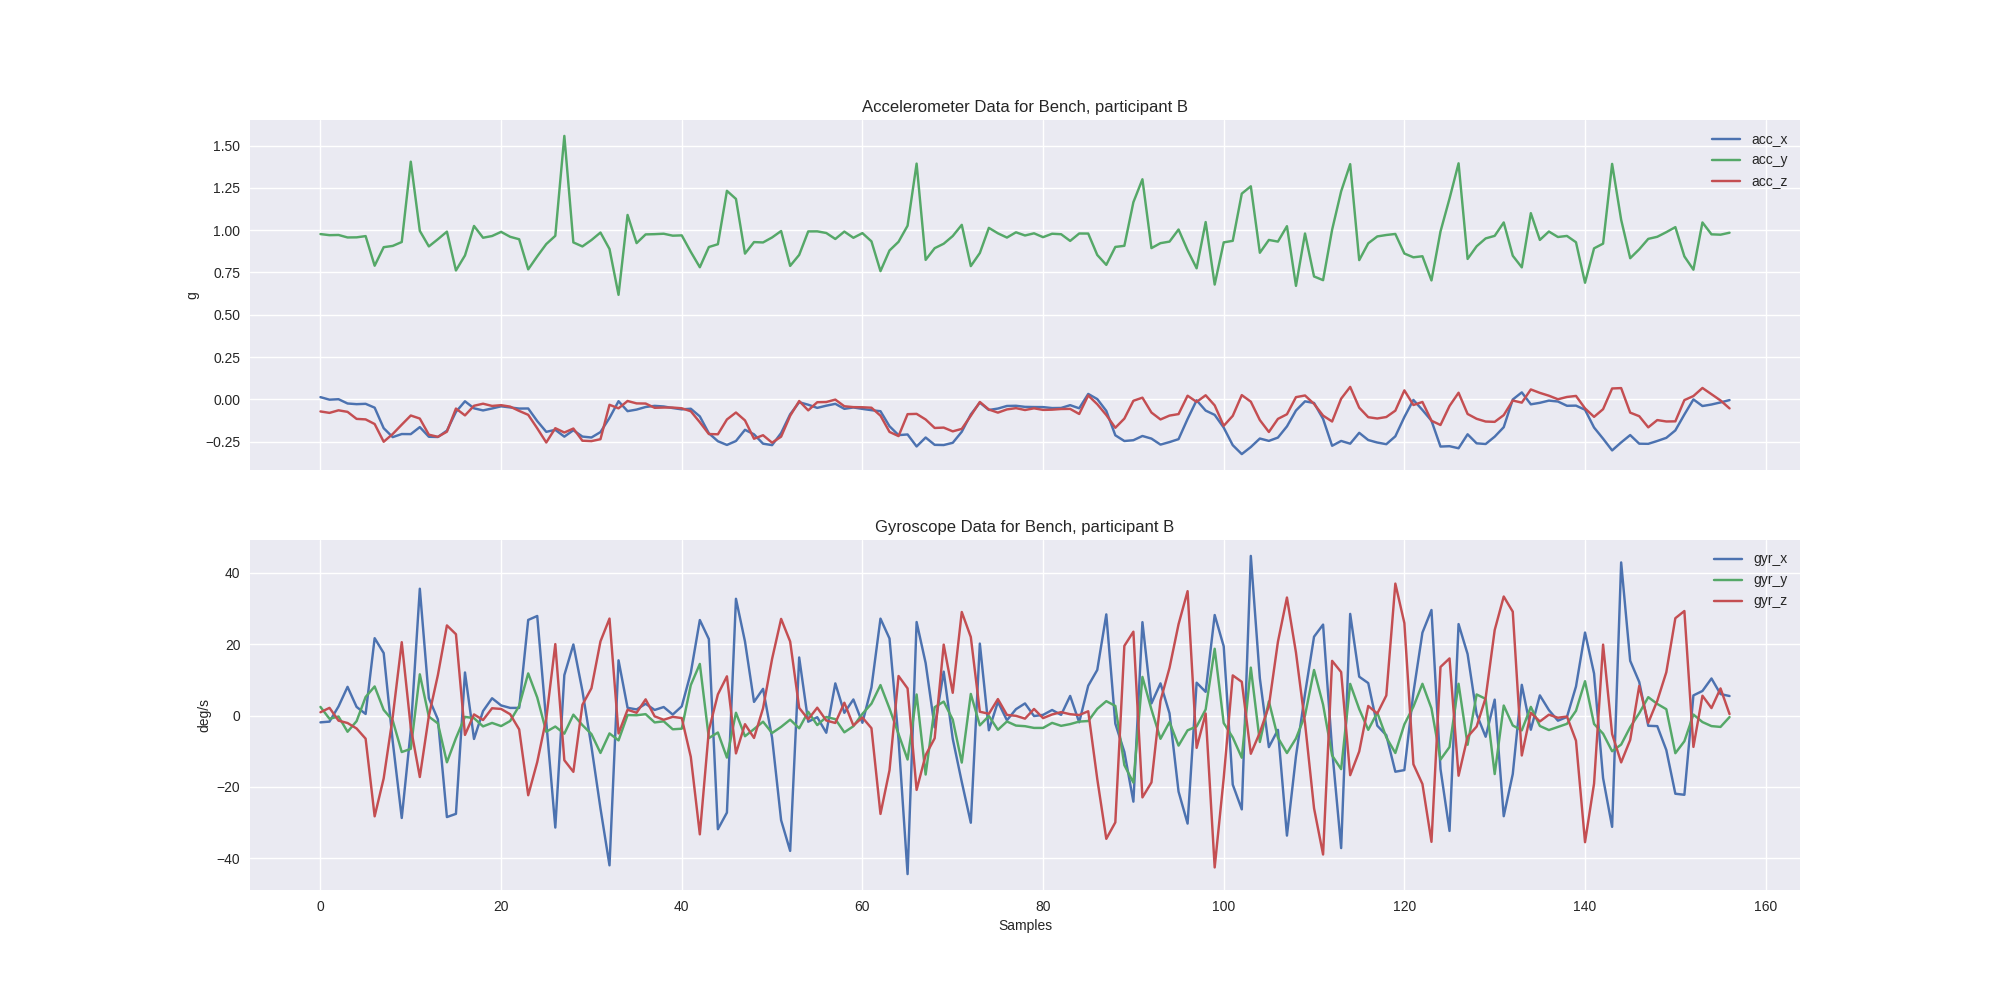 Accelerometer Data for Bench, participant B
1.50
1.25
1.00
0.75
0.50
0.25
0.00
−0.25
g
acc_x
acc_y
acc_z
Gyroscope Data for Bench, participant B
40
20
0
−20
−40
deg/s
gyr_x
gyr_y
gyr_z
0 20 40 60 80 100 120 140 160
Samples